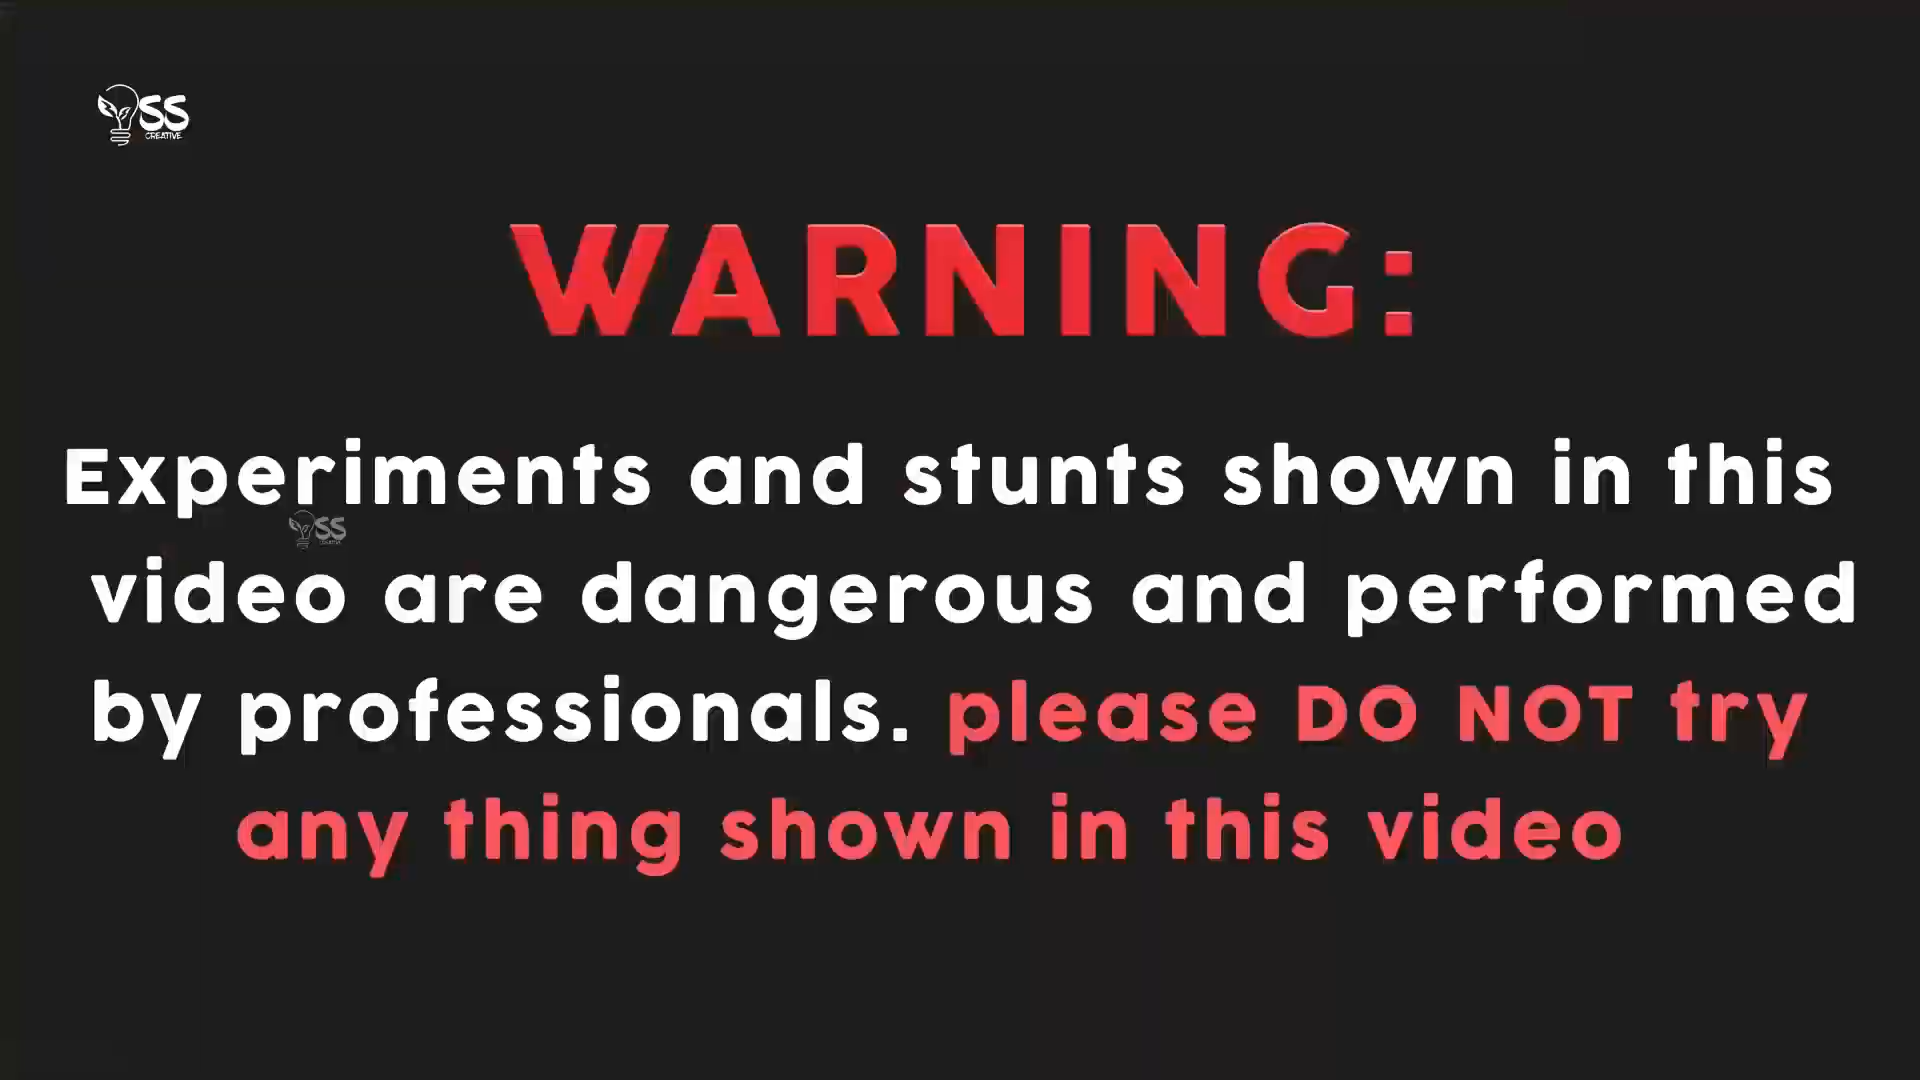 SS
CREATIVE
WARNING:
Experiments and stunts shown in this
SS
video are dangerous and performed
by professionals. please DO NOT try
any thing shown in this video